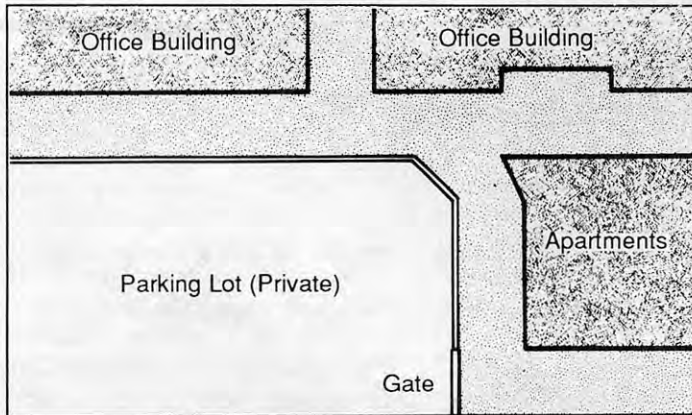 Office Building
Office Building
Apartments
Parking Lot (Private)
Gate